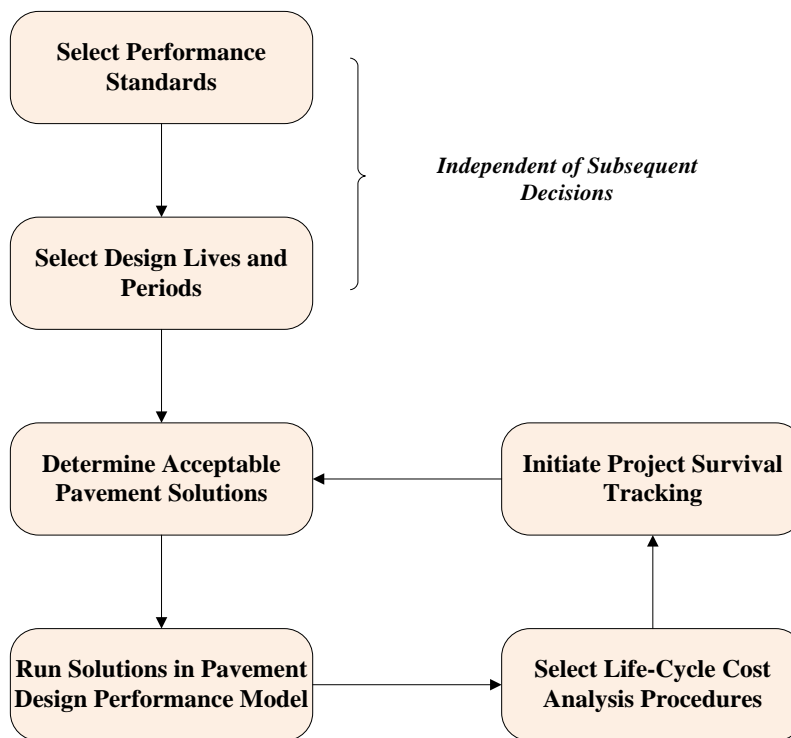 Select Performance
Standards
Independent of Subsequent
Decisions
Select Design Lives and
Periods
Determine Acceptable
Pavement Solutions
Initiate Project Survival
Tracking
Run Solutions in Pavement
Design Performance Model
Select Life-Cycle Cost
Analysis Procedures